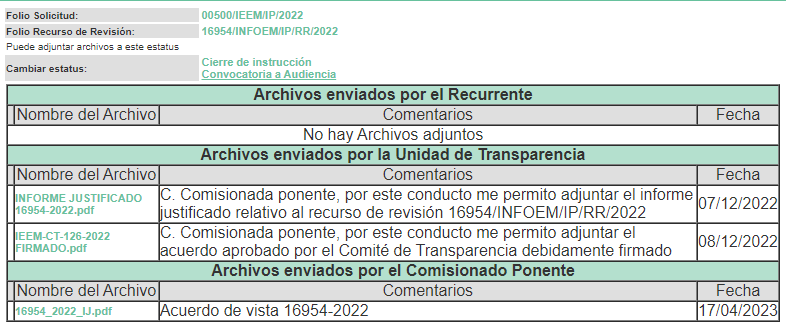 Folio Solicitud: 00500/IEEM/IP/2022
Folio Recurso de Revisión: 16954/INFOEM/IP/RR/2022
Puede adjuntar archivos a este estatus
Cambiar estatus: Cierre de instrucción
Convocatoria a Audiencia
Archivos enviados por el Recurrente
Nombre del Archivo Comentarios Fecha
No hay Archivos adjuntos
Archivos enviados por la Unidad de Transparencia
Nombre del Archivo Comentarios Fecha
INFORME JUSTIFICADO 16954-2022.pdf C. Comisionada ponente, por este conducto me permito adjuntar el informe justificado relativo al recurso de revisión 16954/INFOEM/IP/RR/2022 07/12/2022
IEEM-CT-126-2022 FIRMADO.pdf C. Comisionada ponente, por este conducto me permito adjuntar el acuerdo aprobado por el Comité de Transparencia debidamente firmado 08/12/2022
Archivos enviados por el Comisionado Ponente
Nombre del Archivo Comentarios Fecha
16954_2022_IJ.pdf Acuerdo de vista 16954-2022 17/04/2023